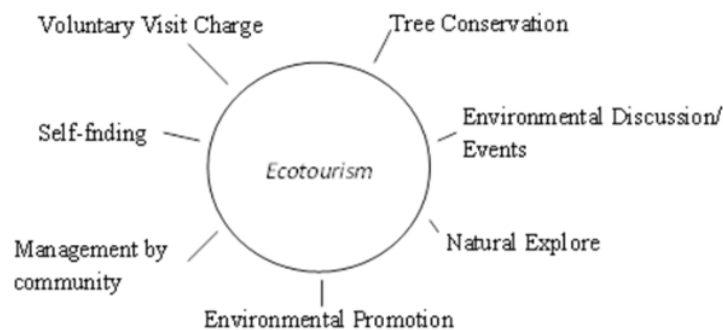 Voluntary Visit Charge
Tree Conservation
Self-fnding
Environmental Discussion/
Events
Ecotourism
Management by
community
Natural Explore
Environmental Promotion